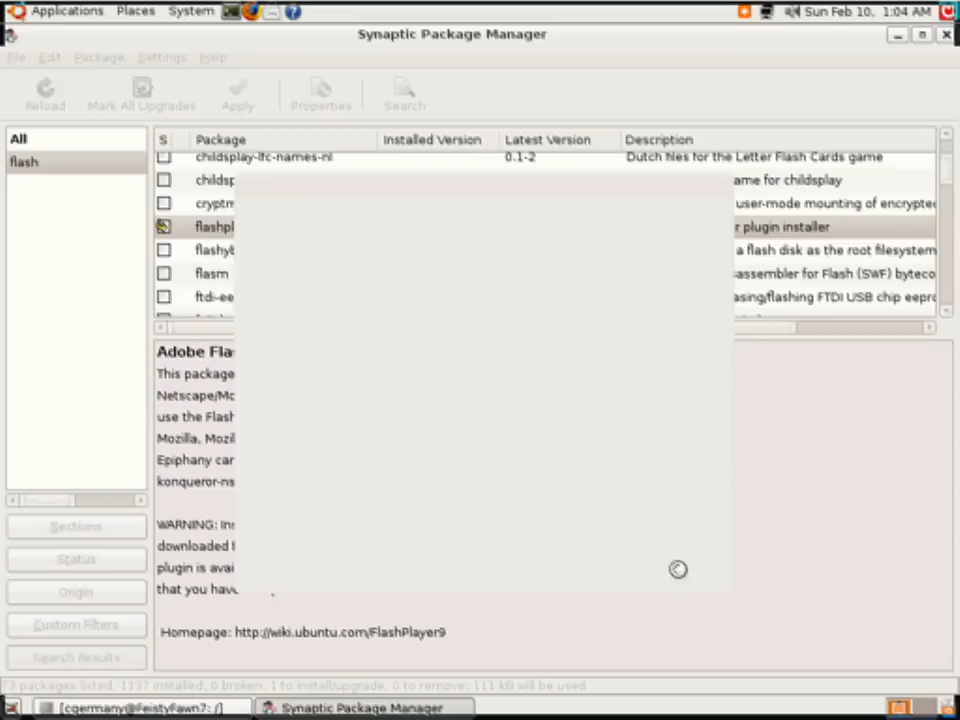 Applications Places System Sun Feb 10, 1:04 AM
Synaptic Package Manager
File Edit Package Settings Help
Reload Mark All Upgrades Apply Properties Search
All
flash
S Package Installed Version Latest Version Description
childsplay-lfc-names-nl 0.1-2 Dutch files for the Letter Flash Cards game
childsp ame for childsplay
cryptm user-mode mounting of encrypte
flashpl r plugin installer
flashyb a flash disk as the root filesystem
flasm assembler for Flash (SWF) byteco
ftdi-ee asing/flashing FTDI USB chip eepro
Adobe Fla
This package
Netscape/Mo
use the Flash
Mozilla, Mozil
Epiphany can
konqueror-ns
WARNING: Ins
downloaded f
plugin is avai
that you have
Homepage: http://wiki.ubuntu.com/FlashPlayer9
Sections
Status
Origin
Custom Filters
Search Results
73 packages listed, 1137 installed, 0 broken. 1 to install/upgrade, 0 to remove; 111 kB will be used
[cgermany@FeistyFawn7: /] Synaptic Package Manager